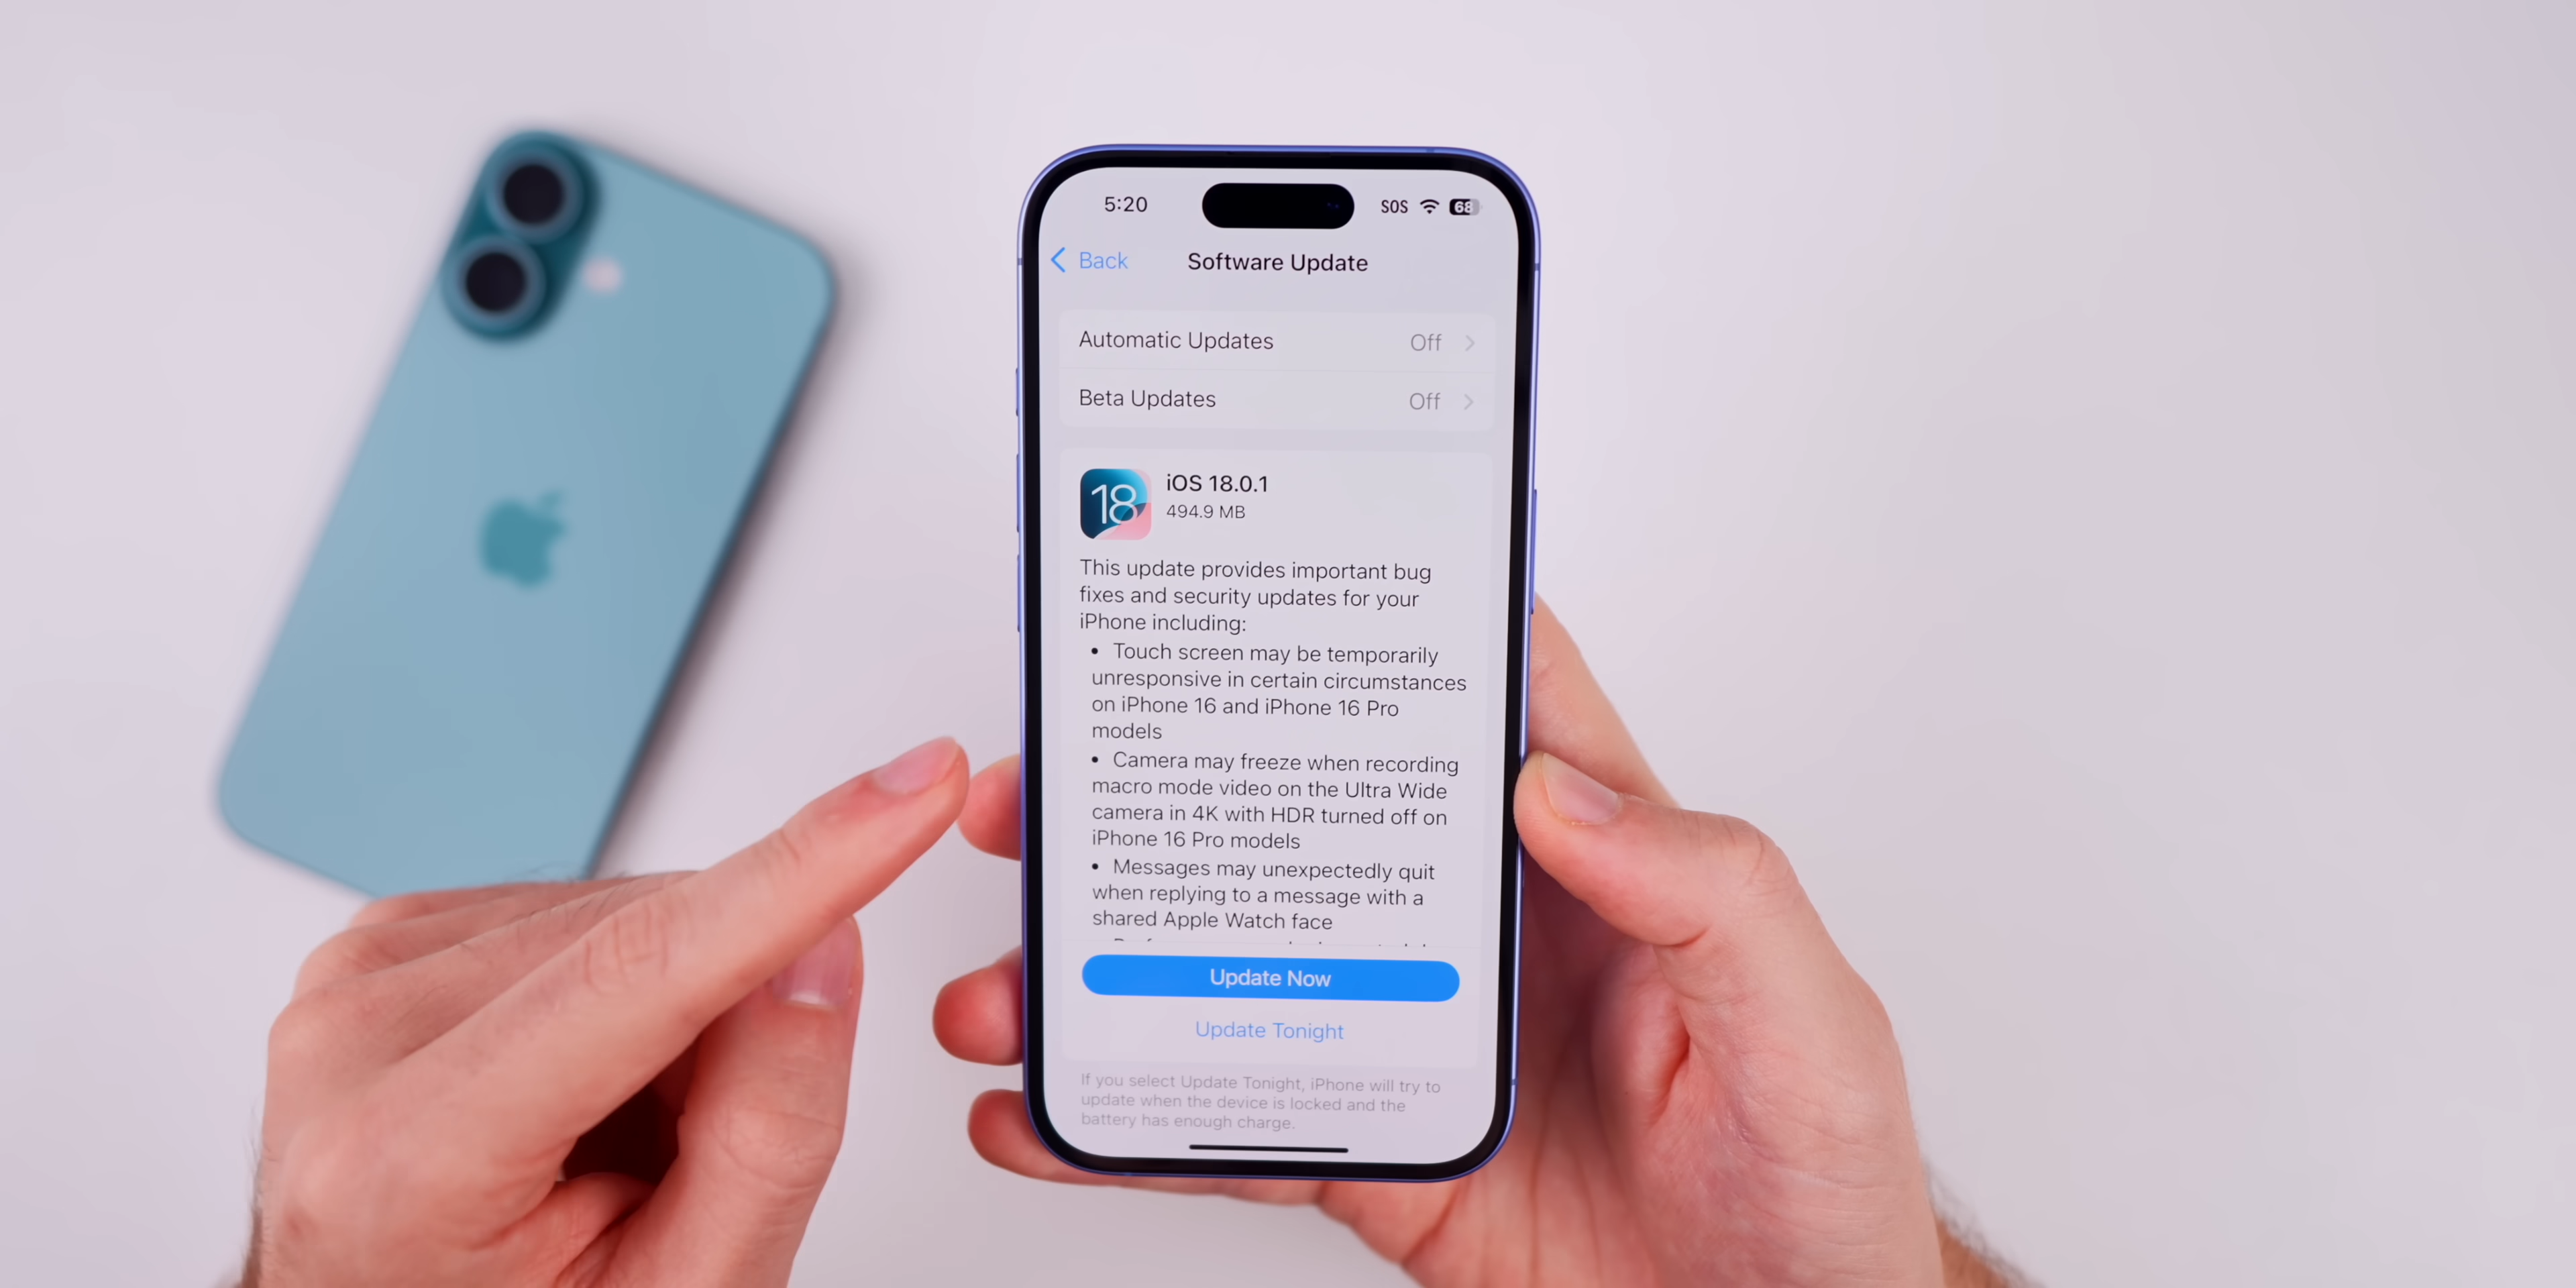 5:20 SOS 68
Back Software Update
Automatic Updates Off
Beta Updates Off
18
iOS 18.0.1
494.9 MB
This update provides important bug
fixes and security updates for your
iPhone including:
• Touch screen may be temporarily
unresponsive in certain circumstances
on iPhone 16 and iPhone 16 Pro
models
• Camera may freeze when recording
macro mode video on the Ultra Wide
camera in 4K with HDR turned off on
iPhone 16 Pro models
• Messages may unexpectedly quit
when replying to a message with a
shared Apple Watch face
Update Now
Update Tonight
If you select Update Tonight, iPhone will try to
update when the device is locked and the
battery has enough charge.